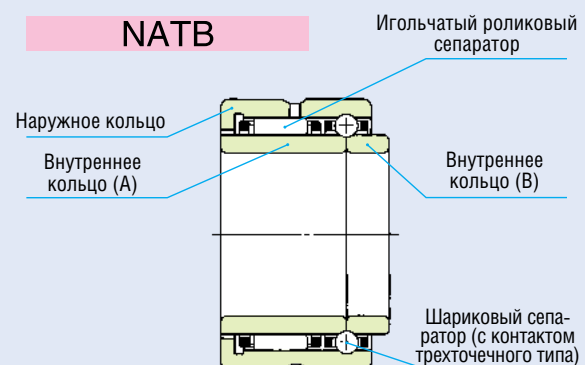 NATB
Игольчатый роликовый
сепаратор
Наружное кольцо
Внутреннее
кольцо (A)
Внутреннее
кольцо (B)
Шариковый сепа-
ратор (с контактом
трехточечного типа)